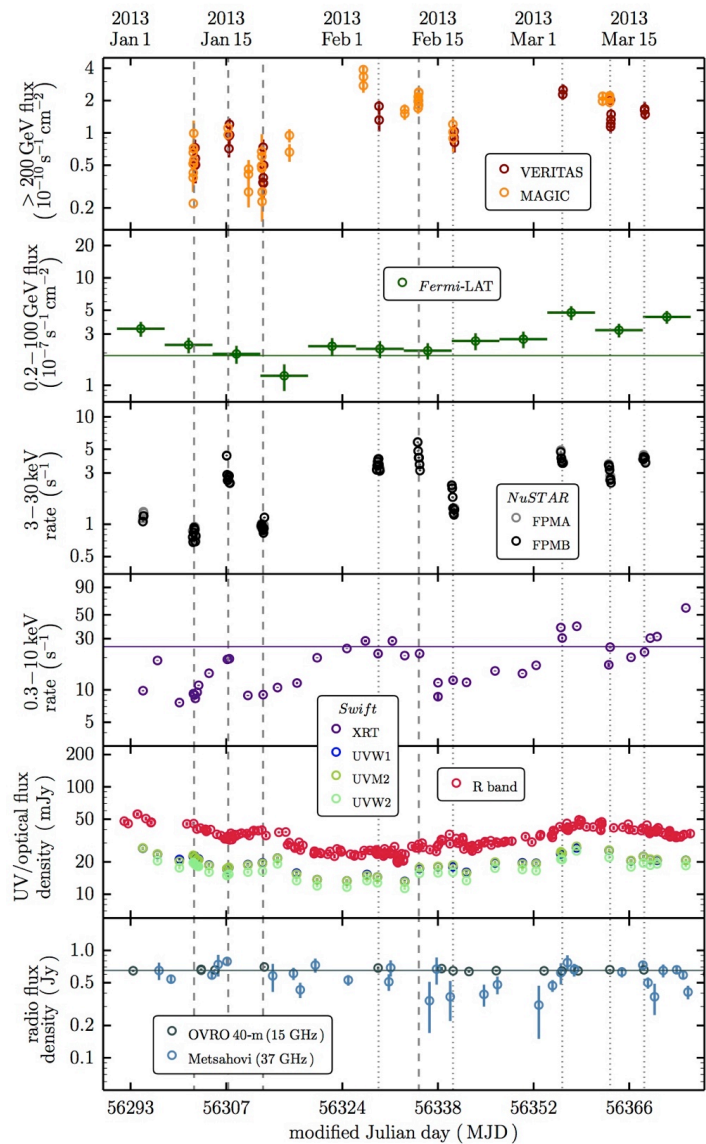 2013 2013 2013 2013 2013 2013
Jan 1 Jan 15 Feb 1 Feb 15 Mar 1 Mar 15
> 200 GeV flux
(10⁻¹⁰ s⁻¹ cm⁻²)
4
2
1
0.5
0.2
VERITAS
MAGIC
0.2−100 GeV flux
(10⁻⁷ s⁻¹ cm⁻²)
20
10
5
3
1
Fermi-LAT
3−30 keV
rate (s⁻¹)
10
5
3
1
0.5
NuSTAR
FPMA
FPMB
0.3−10 keV
rate (s⁻¹)
90
50
30
10
5
Swift
XRT
UVW1
UVM2
UVW2
UV/optical flux
density (mJy)
200
100
50
20
10
R band
radio flux
density (Jy)
1.0
0.5
0.2
0.1
OVRO 40-m (15 GHz)
Metsahovi (37 GHz)
56293 56307 56324 56338 56352 56366
modified Julian day (MJD)